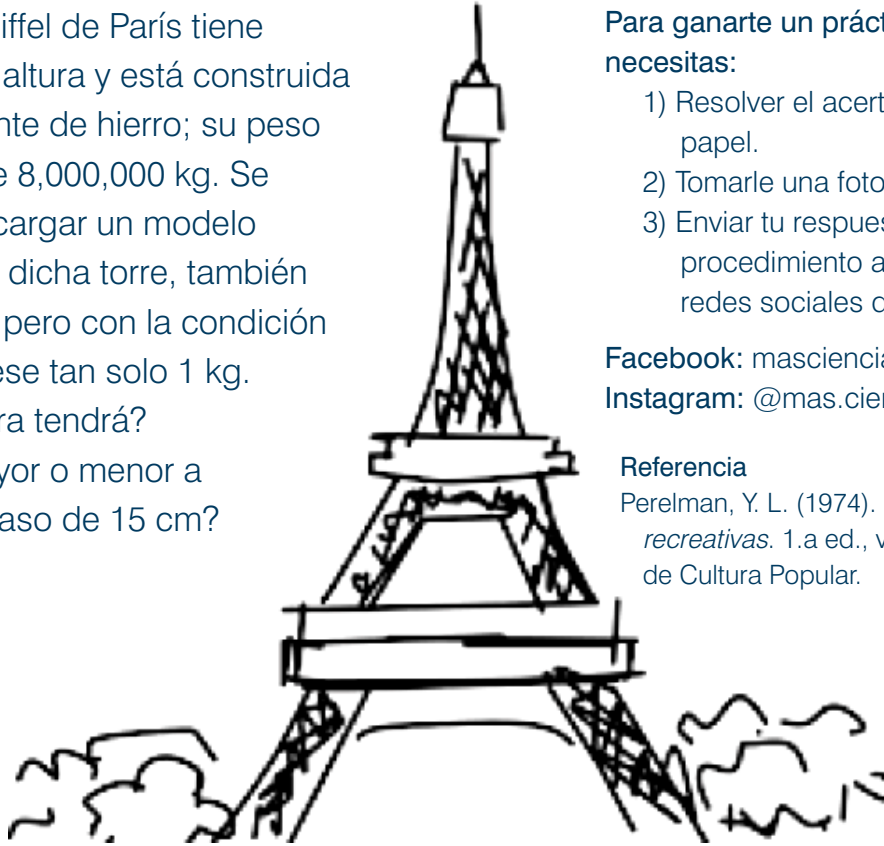 iffel de París tiene
altura y está construida
nte de hierro; su peso
e 8,000,000 kg. Se
cargar un modelo
dicha torre, también
pero con la condición
ese tan solo 1 kg.
ra tendrá?
yor o menor a
aso de 15 cm?
Para ganarte un práct
necesitas:
1) Resolver el acert
papel.
2) Tomarle una foto
3) Enviar tu respues
procedimiento a
redes sociales d
Facebook: masciencia
Instagram: @mas.cien
Referencia
Perelman, Y. L. (1974).
recreativas. 1.a ed., v
de Cultura Popular.